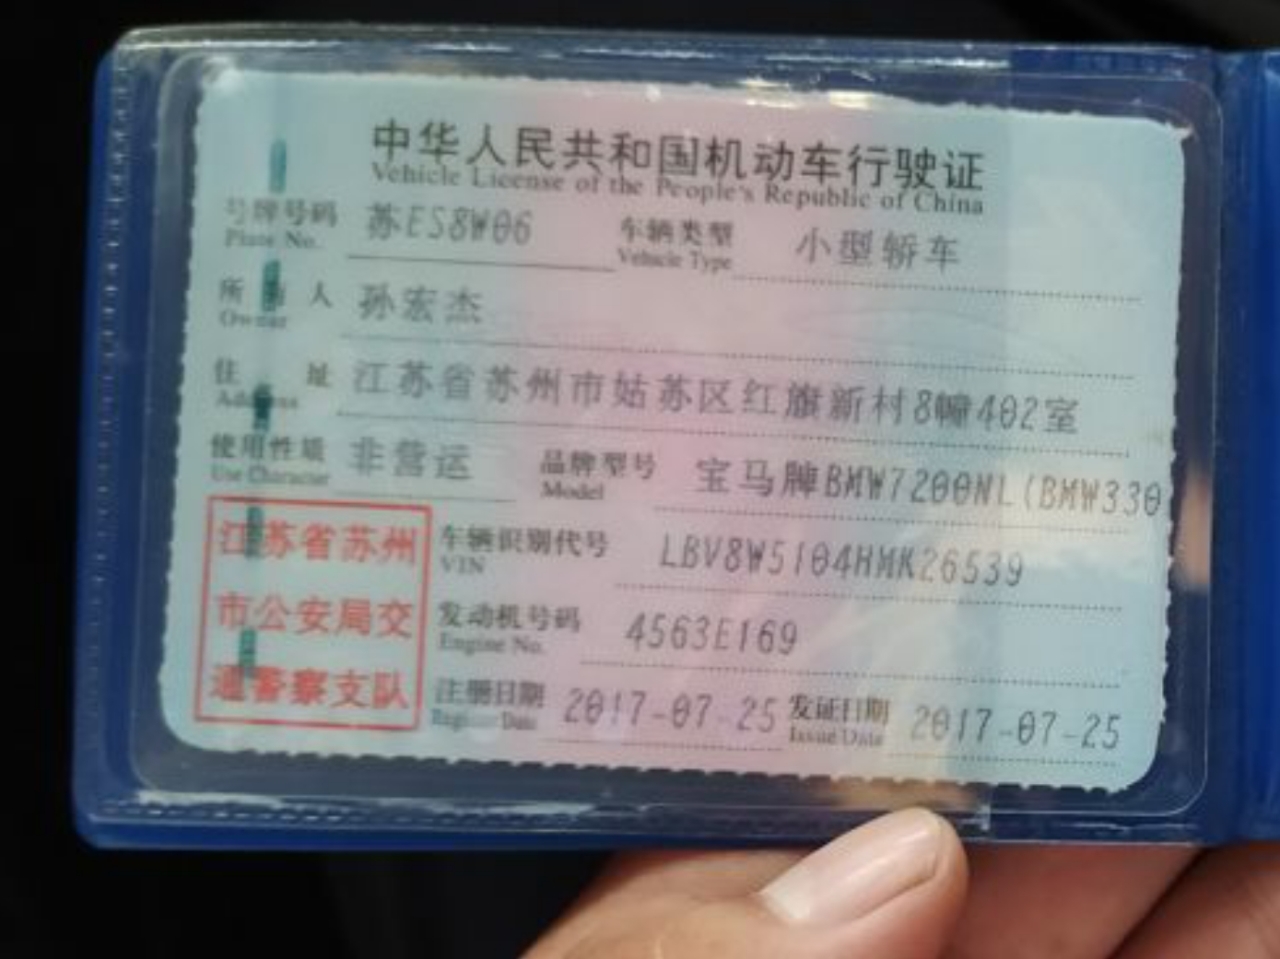 中华人民共和国机动车行驶证
Vehicle License of the People's Republic of China
号牌号码 苏ES8W06 车辆类型 小型轿车
Plate No. Vehicle Type
所有人 孙宏杰
Owner
住址 江苏省苏州市姑苏区红旗新村8幢402室
Address
使用性质 非营运 品牌型号 宝马牌BMW7200NL(BMW330
Use Character Model
江苏省苏州
市公安局交
通警察支队
车辆识别代号 LBV8W5104HMK26539
VIN
发动机号码 4563E169
Engine No.
注册日期 2017-07-25 发证日期 2017-07-25
Register Date Issue Date